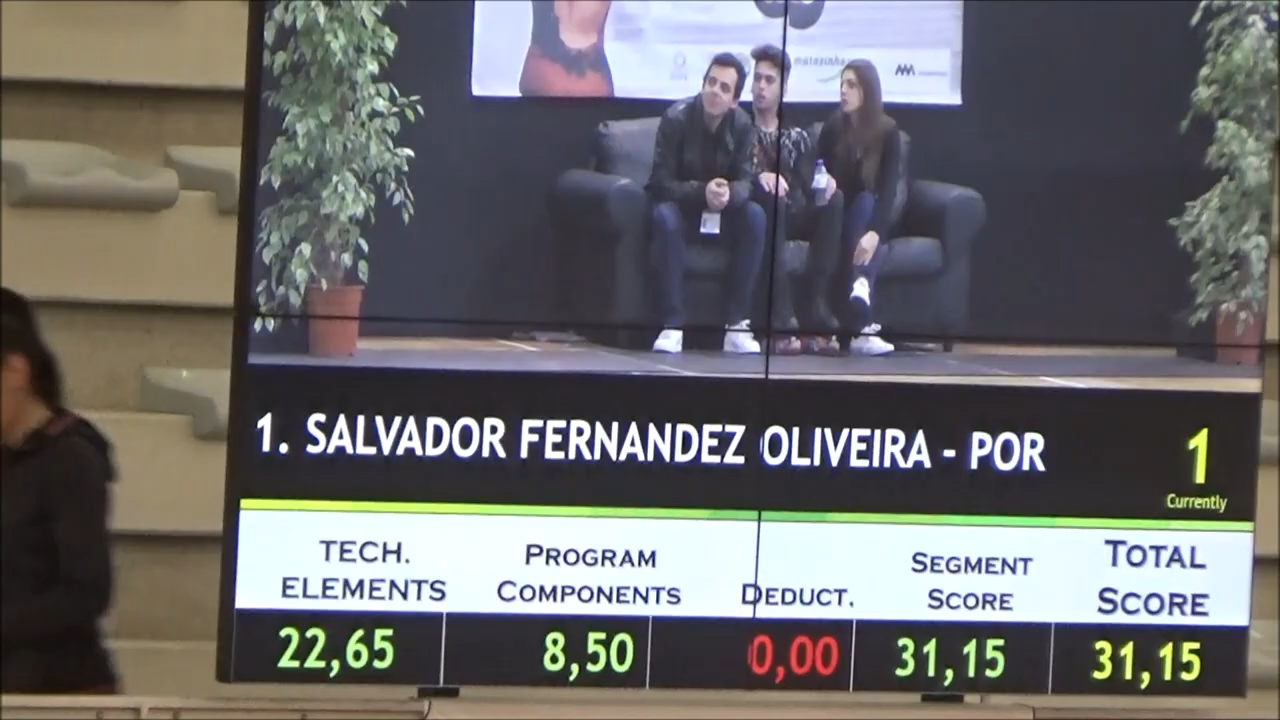 matosinhos
1. SALVADOR FERNANDEZ OLIVEIRA - POR
1
Currently
TECH.
ELEMENTS
PROGRAM
COMPONENTS
DEDUCT.
SEGMENT
SCORE
TOTAL
SCORE
22,65
8,50
0,00
31,15
31,15